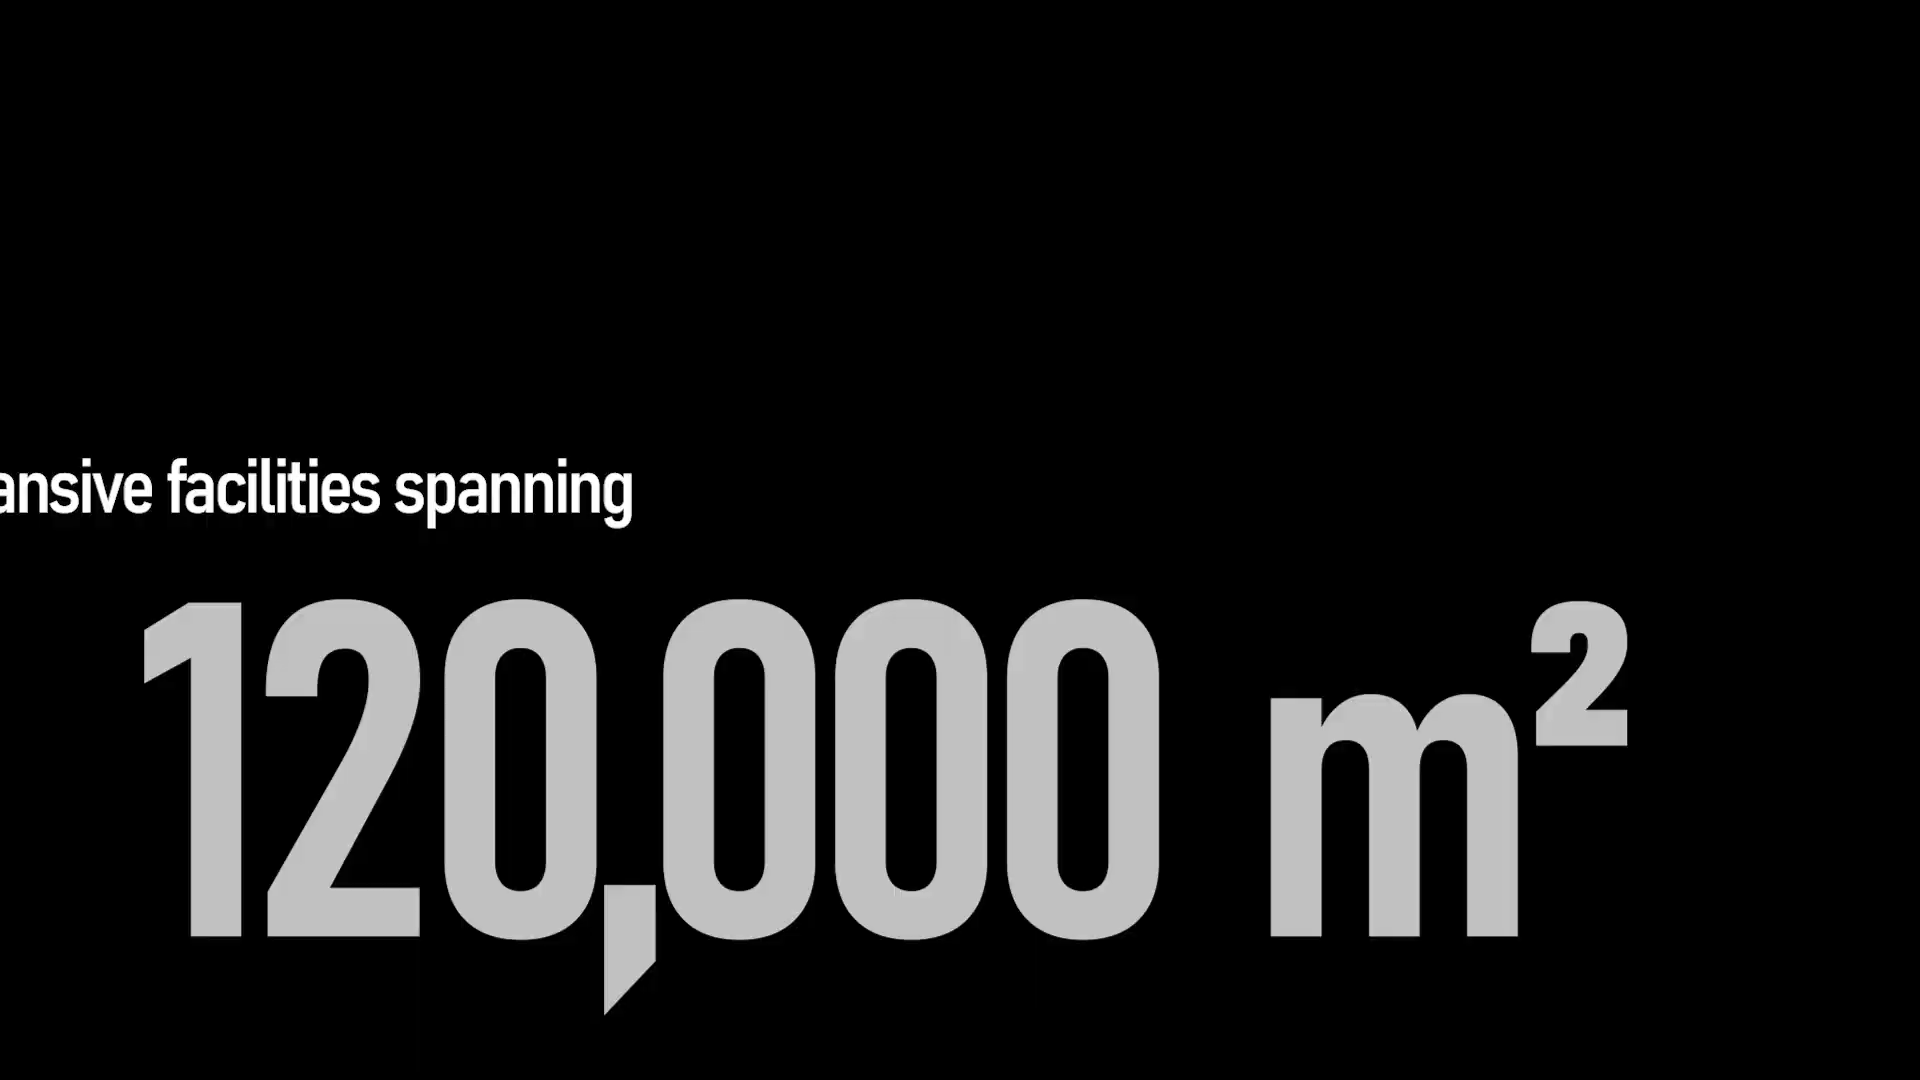 ansive facilities spanning
120,000 m²